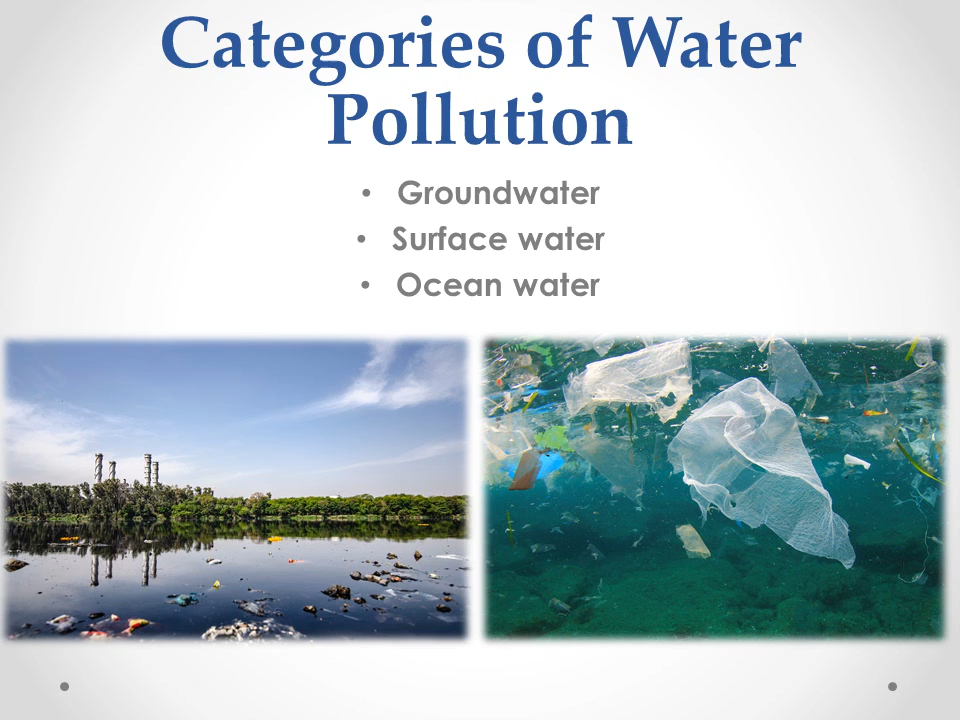 Categories of Water
Pollution
• Groundwater
• Surface water
• Ocean water